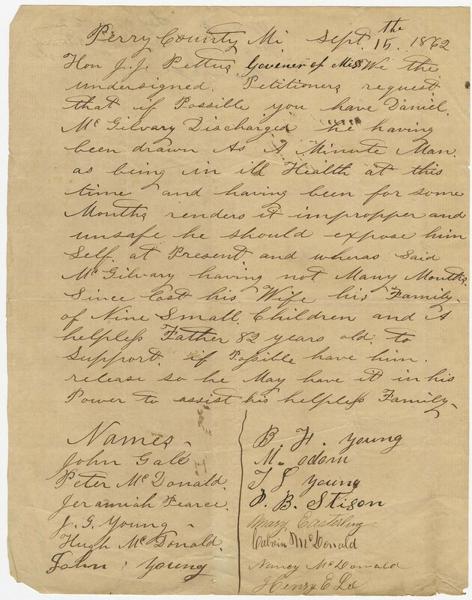 Perry County, Mi. Sept. 15th. 1862
Hon J. J. Pettus, Govener of Miss We the
undersigned. Petitioners request
that if Possible you have Daniel.
McGilvary Discharged he having
been drawn As A Minute Man.
as being in ill Health at this
time and having been for some
Months renders it impropper and
unsafe he should expose him
Self. at Present and wheras Said
McGilvary having not Many Months
Since lost his Wife his Family.
of Nine Small Children and A
helpless Father 82 years old. to
Support. if Possible have him.
release so he May have it in his
Power to assist his helpless Family.
Names.
John Gale
Peter McDonald.
Jeremiah Pearce.
J. G. Young
Hugh McDonald.
John Young
B. F. Young
M. odom
T J Young
P. B. Stison
Mary Easterling
Calvin McDonald
Nancy McDonald
Henry E